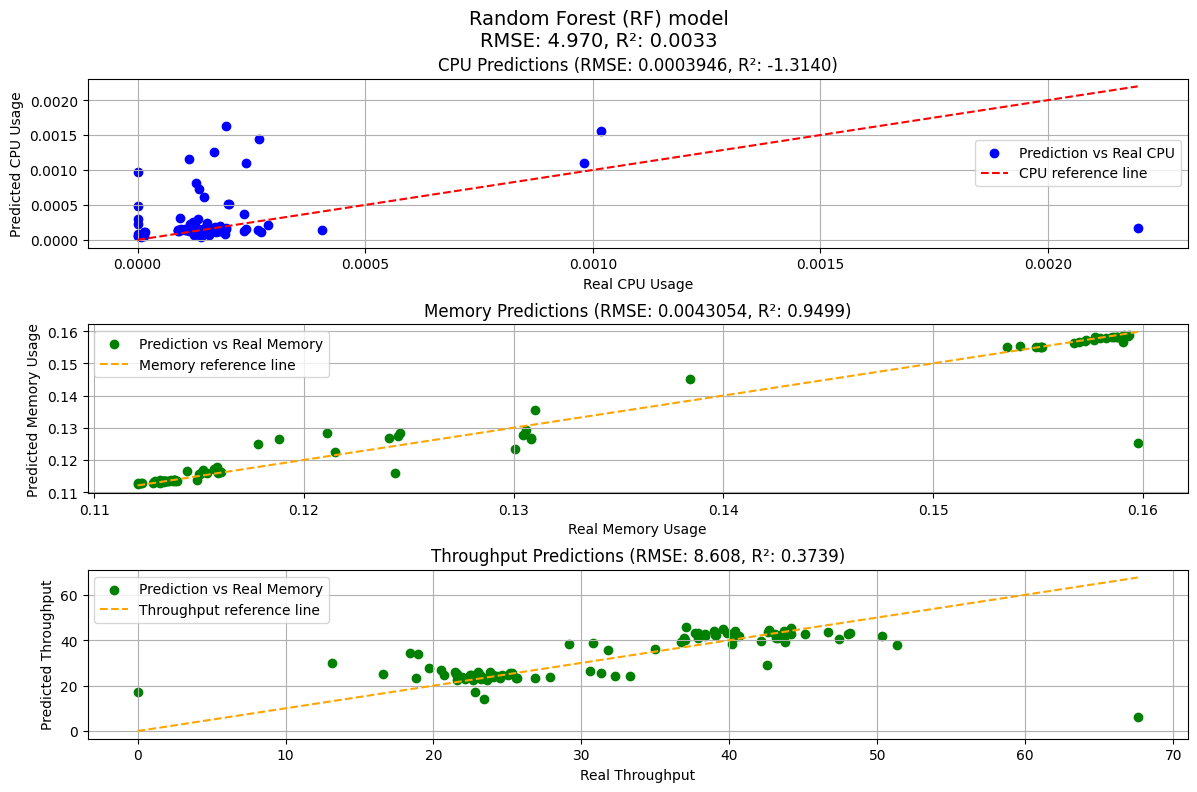 Random Forest (RF) model
RMSE: 4.970, R²: 0.0033
CPU Predictions (RMSE: 0.0003946, R²: -1.3140)
Predicted CPU Usage
0.0020
0.0015
0.0010
0.0005
0.0000
Prediction vs Real CPU
CPU reference line
0.0000 0.0005 0.0010 0.0015 0.0020
Real CPU Usage
Memory Predictions (RMSE: 0.0043054, R²: 0.9499)
Predicted Memory Usage
0.16
0.15
0.14
0.13
0.12
0.11
Prediction vs Real Memory
Memory reference line
0.11 0.12 0.13 0.14 0.15 0.16
Real Memory Usage
Throughput Predictions (RMSE: 8.608, R²: 0.3739)
Predicted Throughput
60
40
20
0
Prediction vs Real Memory
Throughput reference line
0 10 20 30 40 50 60 70
Real Throughput